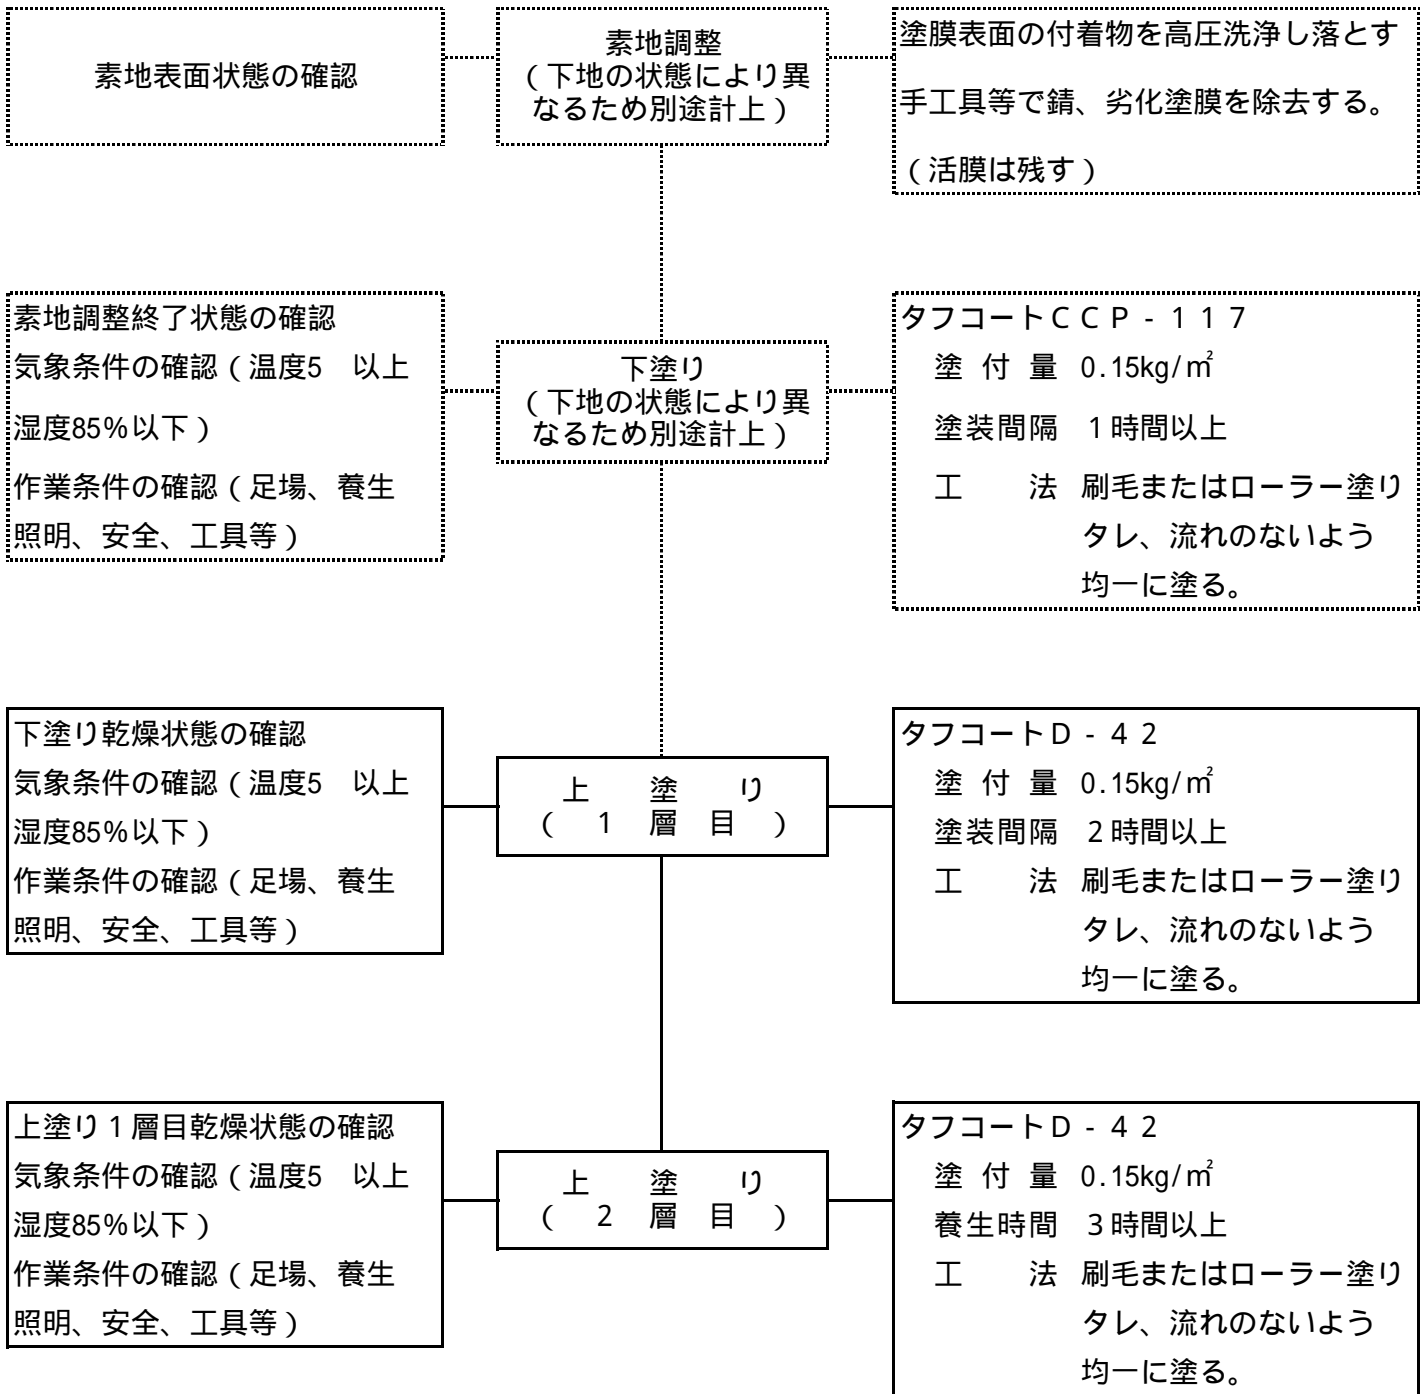 素地表面状態の確認
素地調整
（下地の状態により異
なるため別途計上）
塗膜表面の付着物を高圧洗浄し落とす
手工具等で錆、劣化塗膜を除去する。
（活膜は残す）
素地調整終了状態の確認
気象条件の確認（温度5　以上
湿度85%以下）
作業条件の確認（足場、養生
照明、安全、工具等）
下塗り
（下地の状態により異
なるため別途計上）
タフコートＣＣＰ-１１７
塗 付 量 0.15kg/㎡
塗装間隔　1時間以上
工　　法 刷毛またはローラー塗り
タレ、流れのないよう
均一に塗る。
下塗り乾燥状態の確認
気象条件の確認（温度5　以上
湿度85%以下）
作業条件の確認（足場、養生
照明、安全、工具等）
上　塗　り
（　1　層　目　）
タフコートＤ-４２
塗 付 量 0.15kg/㎡
塗装間隔　2時間以上
工　　法 刷毛またはローラー塗り
タレ、流れのないよう
均一に塗る。
上塗り１層目乾燥状態の確認
気象条件の確認（温度5　以上
湿度85%以下）
作業条件の確認（足場、養生
照明、安全、工具等）
上　塗　り
（　2　層　目　）
タフコートＤ-４２
塗 付 量 0.15kg/㎡
養生時間　3時間以上
工　　法 刷毛またはローラー塗り
タレ、流れのないよう
均一に塗る。